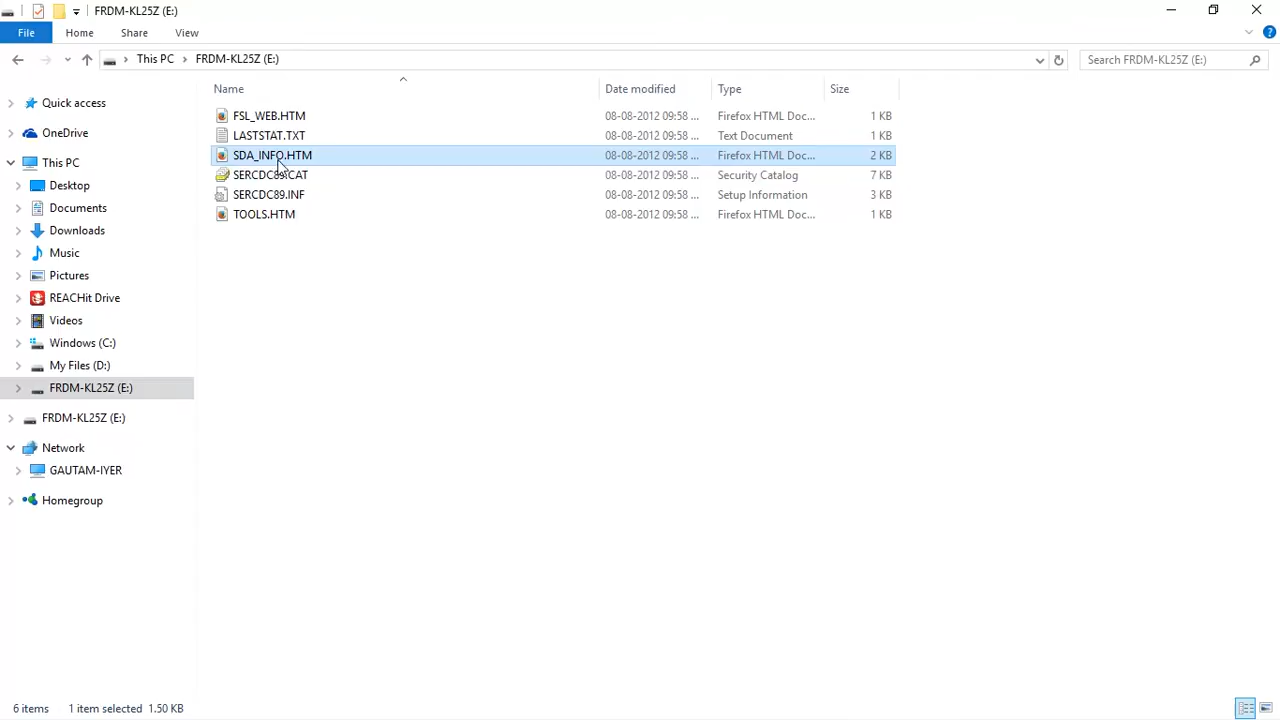 FRDM-KL25Z (E:)
File Home Share View
This PC FRDM-KL25Z (E:) Search FRDM-KL25Z (E:)
Name Date modified Type Size
FSL_WEB.HTM 08-08-2012 09:58 ... Firefox HTML Doc... 1 KB
LASTSTAT.TXT 08-08-2012 09:58 ... Text Document 1 KB
SDA_INFO.HTM 08-08-2012 09:58 ... Firefox HTML Doc... 2 KB
SERCDC89.CAT 08-08-2012 09:58 ... Security Catalog 7 KB
SERCDC89.INF 08-08-2012 09:58 ... Setup Information 3 KB
TOOLS.HTM 08-08-2012 09:58 ... Firefox HTML Doc... 1 KB
Quick access
OneDrive
This PC
Desktop
Documents
Downloads
Music
Pictures
REACHit Drive
Videos
Windows (C:)
My Files (D:)
FRDM-KL25Z (E:)
FRDM-KL25Z (E:)
Network
GAUTAM-IYER
Homegroup
6 items 1 item selected 1.50 KB